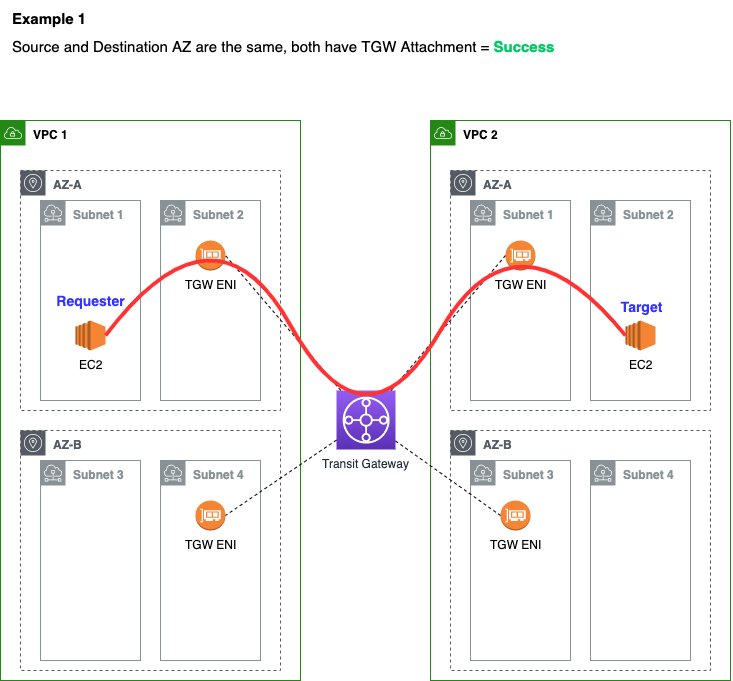 Example 1
Source and Destination AZ are the same, both have TGW Attachment = Success
VPC 1
VPC 2
AZ-A
AZ-A
Subnet 1
Subnet 2
Subnet 1
Subnet 2
TGW ENI
TGW ENI
Requester
Target
EC2
EC2
Transit Gateway
AZ-B
AZ-B
Subnet 3
Subnet 4
Subnet 3
Subnet 4
TGW ENI
TGW ENI